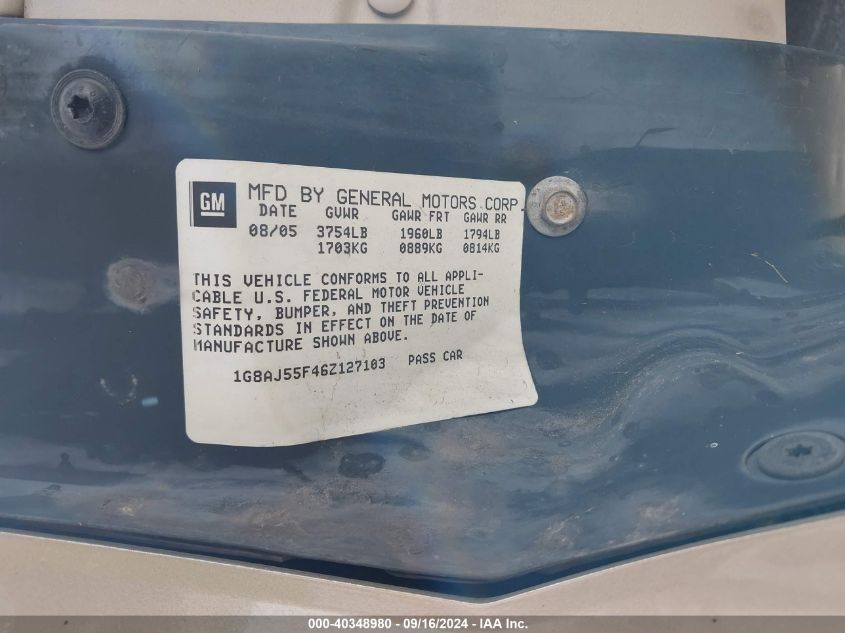 GM MFD BY GENERAL MOTORS CORP
DATE GVWR GAWR FRT GAWR RR
08/05 3754LB 1960LB 1794LB
1703KG 0889KG 0814KG
THIS VEHICLE CONFORMS TO ALL APPLI-
CABLE U.S. FEDERAL MOTOR VEHICLE
SAFETY, BUMPER, AND THEFT PREVENTION
STANDARDS IN EFFECT ON THE DATE OF
MANUFACTURE SHOWN ABOVE.
1G8AJ55F46Z127103 PASS CAR
000-40348980 - 09/16/2024 - IAA Inc.